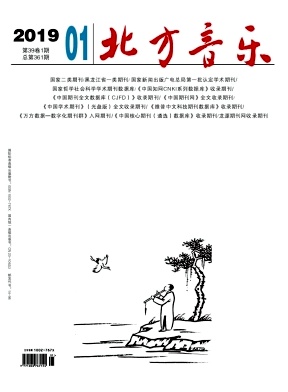 2019
第39卷1期
总第361期
01
北方音乐
国家二类期刊/黑龙江省一类期刊/国家新闻出版广电总局第一批认定学术期刊/
国家哲学社会科学学术期刊数据库/《中国知网CNKI系列数据库》收录期刊/
《中国期刊全文数据库(CJFD)》收录期刊/《中国期刊网》全文收录期刊/
《中国学术期刊》(光盘版)全文收录期刊/《维普中文科技期刊数据库》收录期刊/
《万方数据—数字化期刊群》入网期刊/《中国核心期刊(遴选)数据库》收录期刊/龙源期刊网收录期刊
ISSN 1002-767X